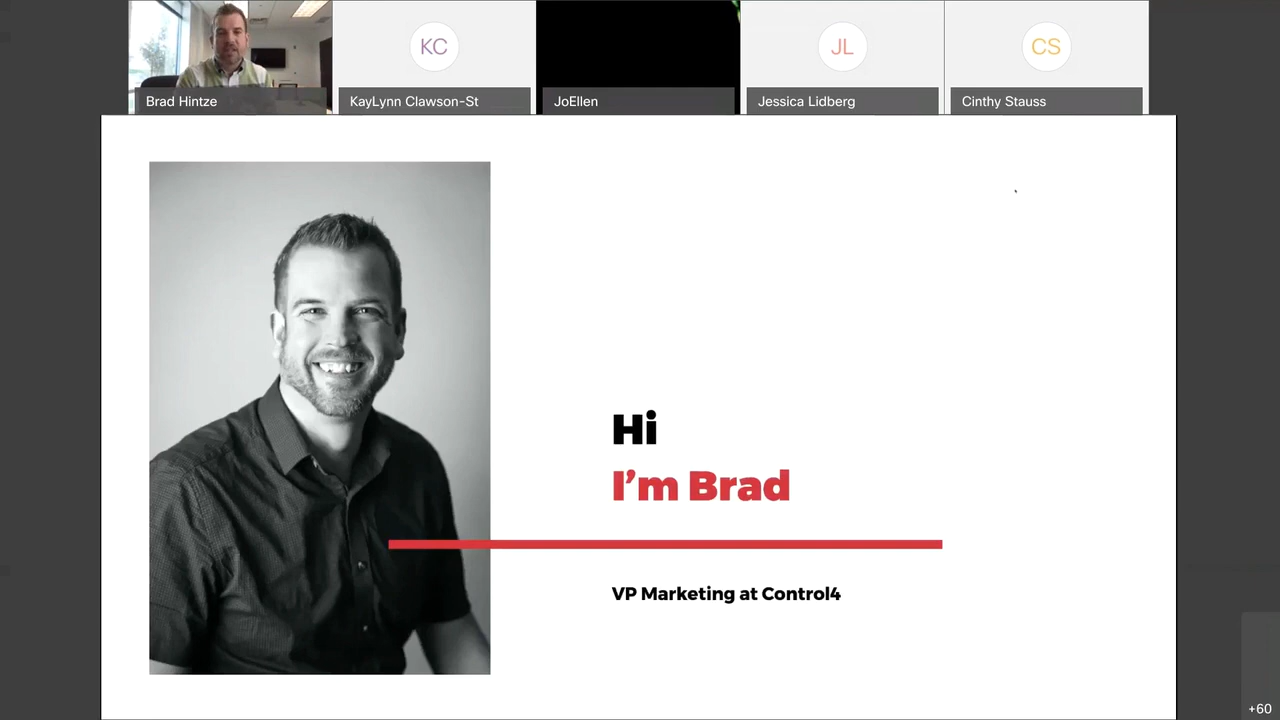 KC
JL
CS
Brad Hintze
KayLynn Clawson-St
JoEllen
Jessica Lidberg
Cinthy Stauss
Hi
I'm Brad
VP Marketing at Control4
+60